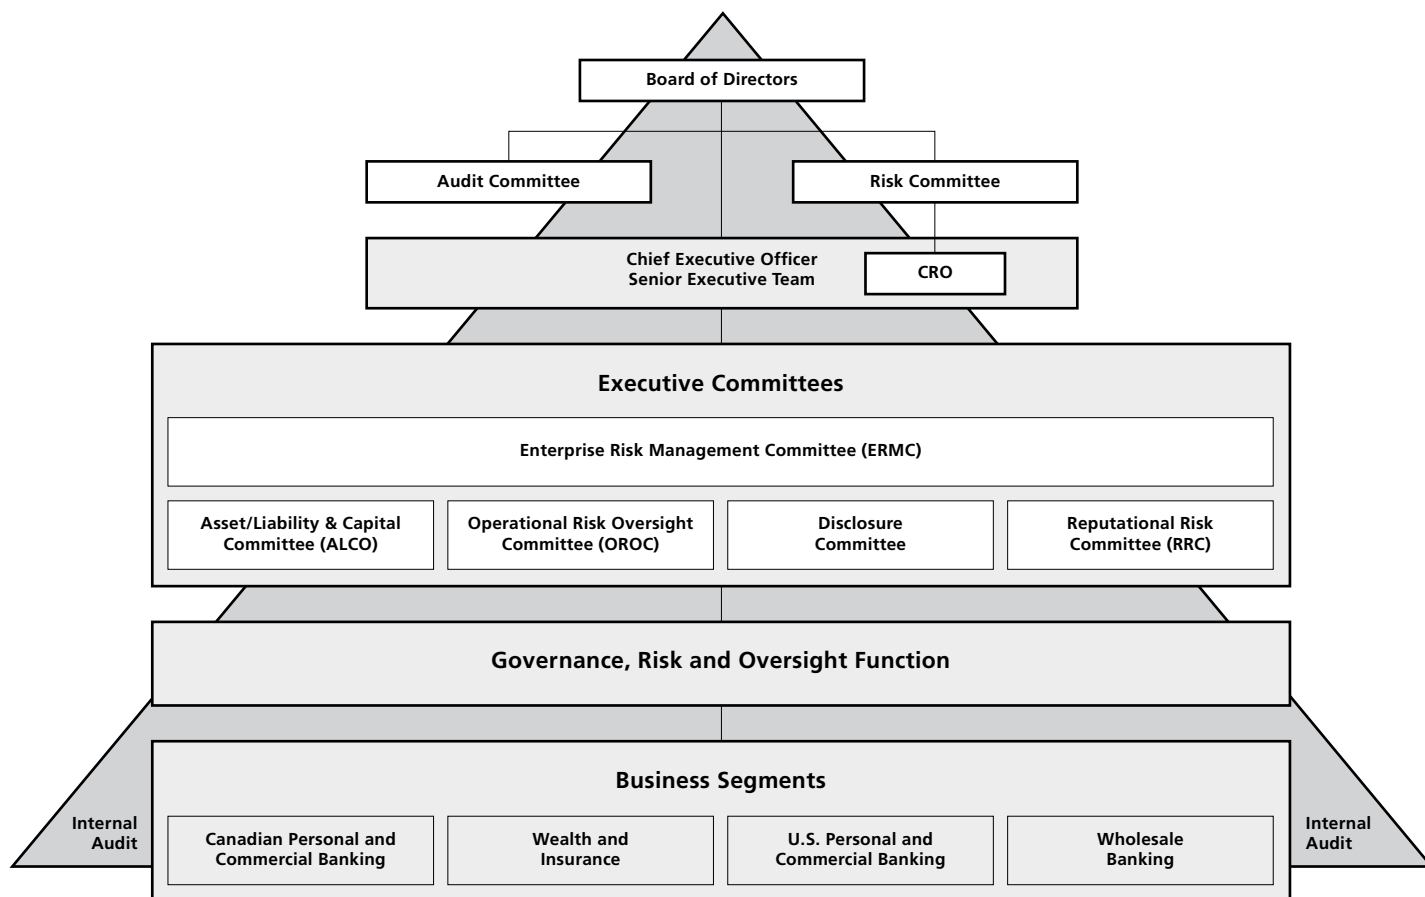 Board of Directors
Audit Committee
Risk Committee
Chief Executive Officer
Senior Executive Team
CRO
Executive Committees
Enterprise Risk Management Committee (ERMC)
Asset/Liability & Capital
Committee (ALCO)
Operational Risk Oversight
Committee (OROC)
Disclosure
Committee
Reputational Risk
Committee (RRC)
Governance, Risk and Oversight Function
Business Segments
Internal
Audit
Canadian Personal and
Commercial Banking
Wealth and
Insurance
U.S. Personal and
Commercial Banking
Wholesale
Banking
Internal
Audit